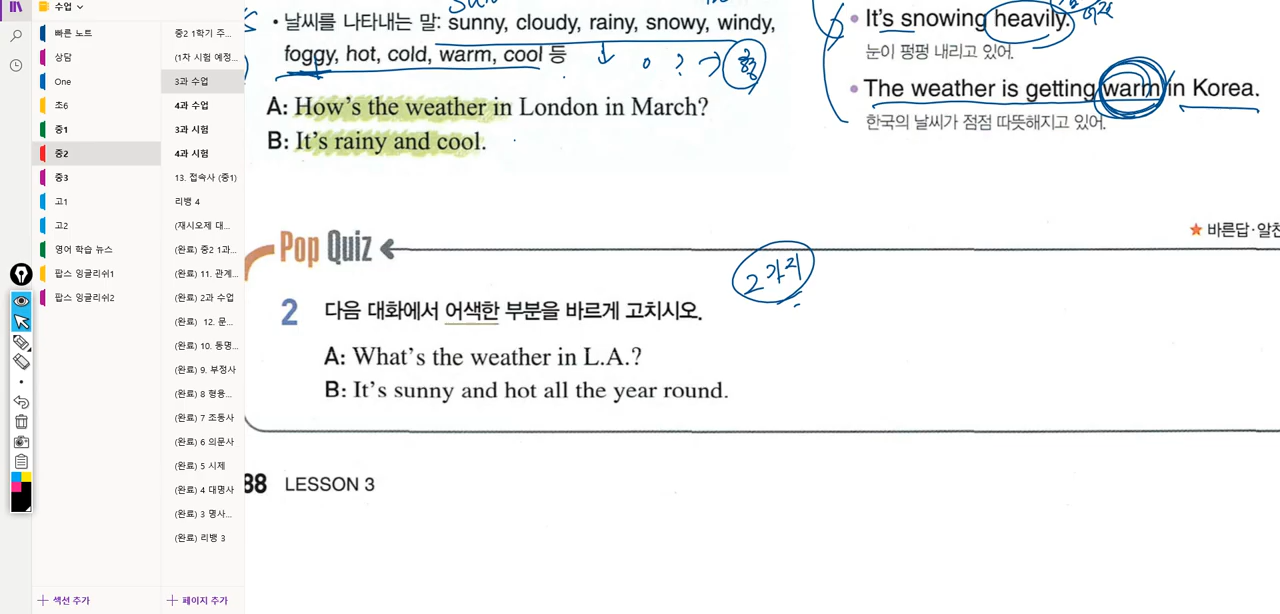 수업
빠른 노트
상담
One
초6
중1
중2
중3
고1
고2
영어 학습 뉴스
팝스 잉글리쉬1
팝스 잉글리쉬2
섹션 추가
중2 1학기 주...
(1차 시험 예정...
3과 수업
4과 수업
3과 시험
4과 시험
13. 접속사 (중1)
리뱅 4
(재시오제 대...
(완료) 중2 1과...
(완료) 11. 관계...
(완료) 2과 수업
(완료) 12. 문...
(완료) 10. 동명...
(완료) 9. 부정사
(완료) 8 형용...
(완료) 7 조동사
(완료) 6 의문사
(완료) 5 시제
(완료) 4 대명사
(완료) 3 명사...
(완료) 리뱅 3
페이지 추가
• 날씨를 나타내는 말: sunny, cloudy, rainy, snowy, windy,
foggy, hot, cold, warm, cool 등
A: How's the weather in London in March?
B: It's rainy and cool.
• It's snowing heavily.
눈이 펑펑 내리고 있어.
• The weather is getting warm in Korea.
한국의 날씨가 점점 따뜻해지고 있어.
Pop Quiz
★ 바른답·알찬
2가지
2 다음 대화에서 어색한 부분을 바르게 고치시오.
A: What's the weather in L.A.?
B: It's sunny and hot all the year round.
88 LESSON 3